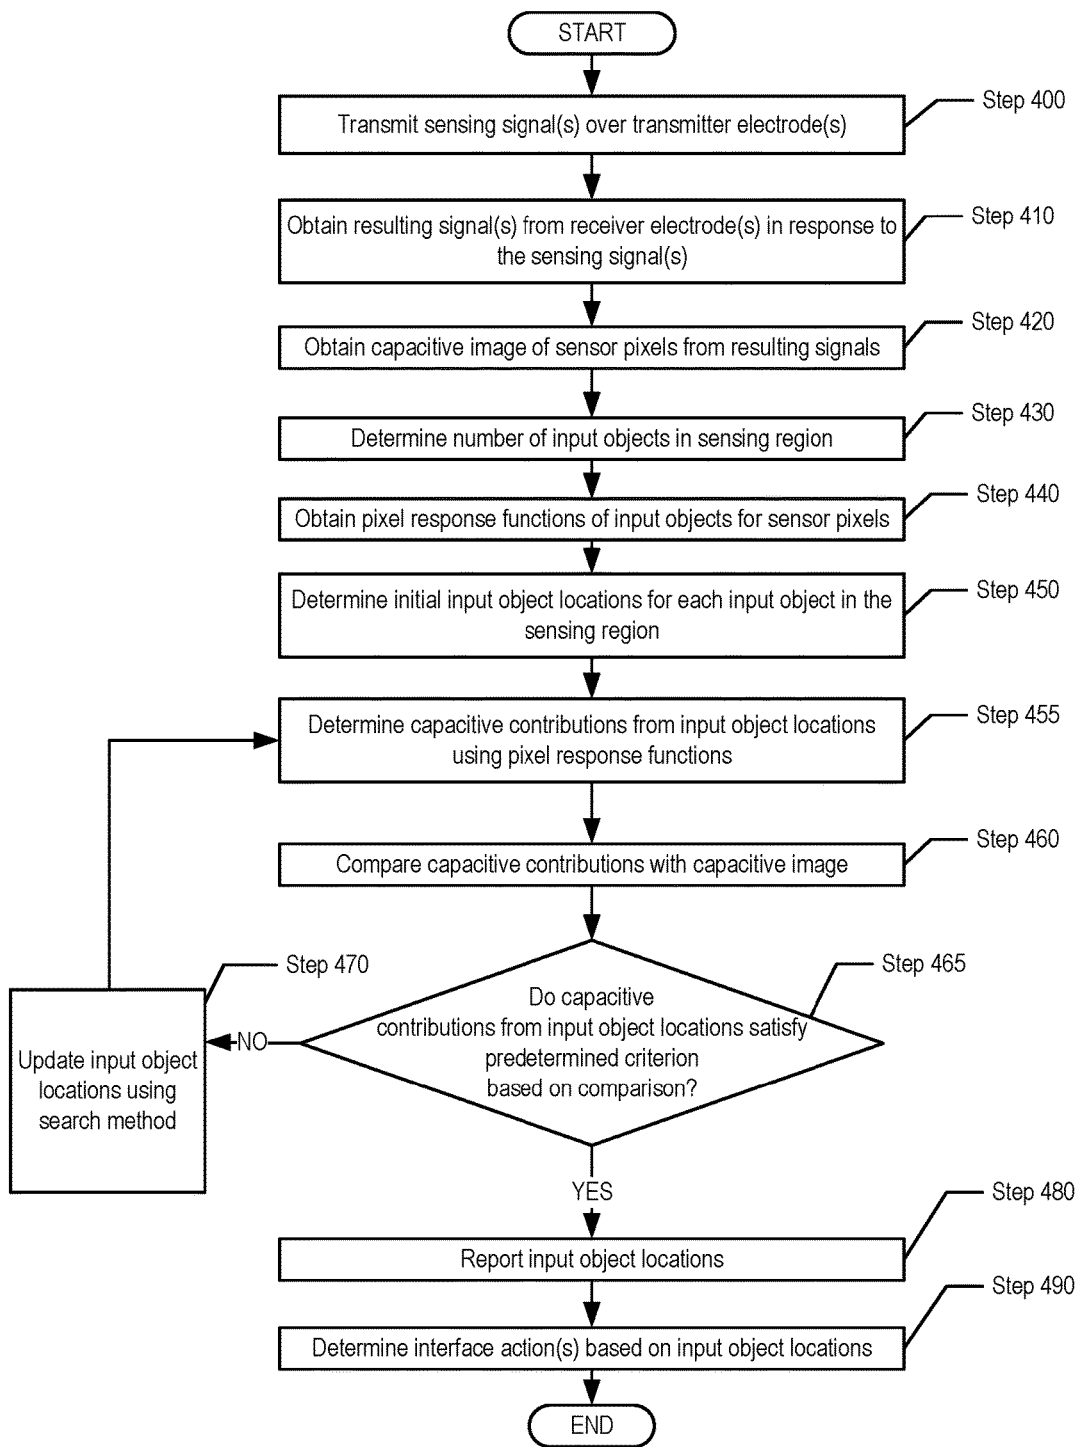 START
Step 400
Transmit sensing signal(s) over transmitter electrode(s)
Step 410
Obtain resulting signal(s) from receiver electrode(s) in response to
the sensing signal(s)
Step 420
Obtain capacitive image of sensor pixels from resulting signals
Step 430
Determine number of input objects in sensing region
Step 440
Obtain pixel response functions of input objects for sensor pixels
Step 450
Determine initial input object locations for each input object in the
sensing region
Step 455
Determine capacitive contributions from input object locations
using pixel response functions
Step 460
Compare capacitive contributions with capacitive image
Step 465
Do capacitive
contributions from input object locations satisfy
predetermined criterion
based on comparison?
NO
Step 470
Update input object
locations using
search method
YES
Step 480
Report input object locations
Step 490
Determine interface action(s) based on input object locations
END